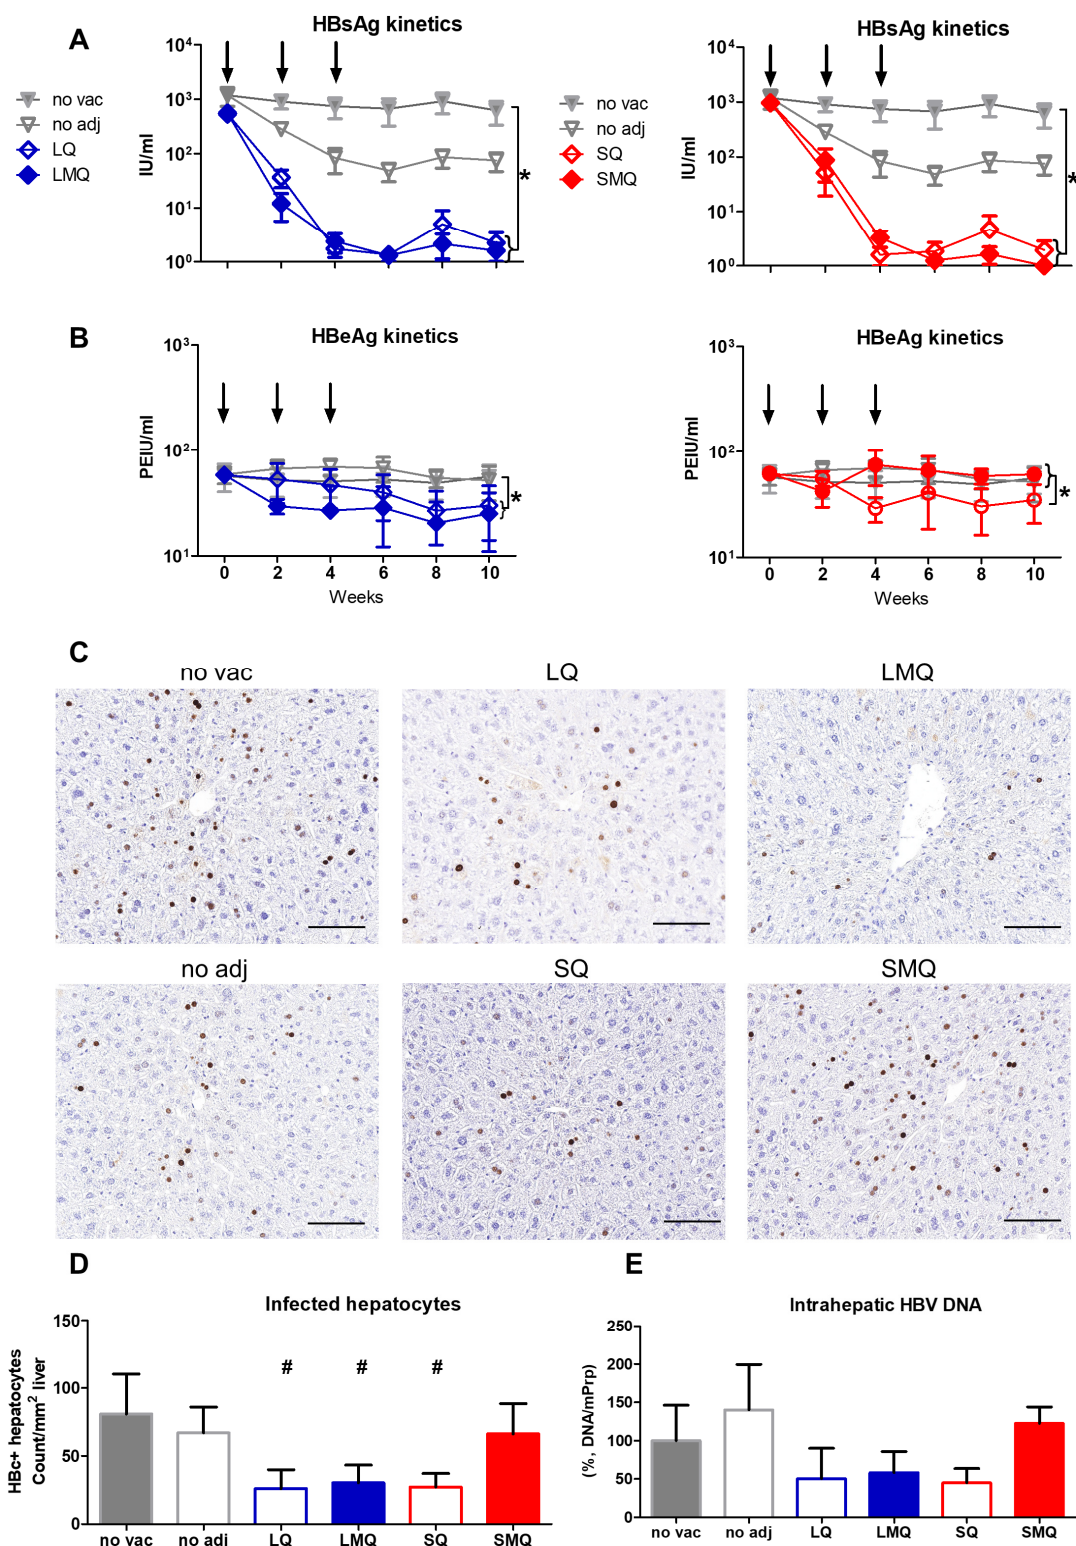 A
HBsAg kinetics
10⁴
10³
10²
10¹
10⁰
IU/ml
no vac
no adj
LQ
LMQ
*
HBsAg kinetics
10⁴
10³
10²
10¹
10⁰
IU/ml
no vac
no adj
SQ
SMQ
*
B
HBeAg kinetics
10³
10²
10¹
PEIU/ml
*
0 2 4 6 8 10
Weeks
HBeAg kinetics
10³
10²
10¹
PEIU/ml
*
0 2 4 6 8 10
Weeks
C
no vac LQ LMQ
no adj SQ SMQ
D
Infected hepatocytes
HBc+ hepatocytes
Count/mm² liver
150
100
50
0
# # #
no vac no adj LQ LMQ SQ SMQ
E
Intrahepatic HBV DNA
(%, DNA/mPrp)
250
200
150
100
50
0
no vac no adj LQ LMQ SQ SMQ